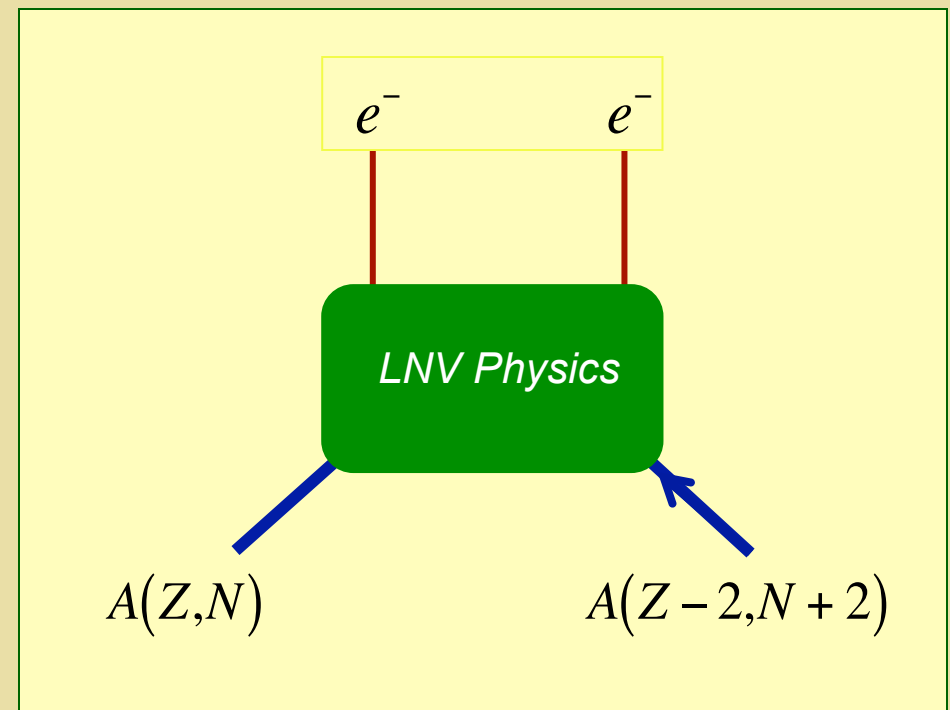 e⁻ e⁻
LNV Physics
A(Z,N) A(Z − 2,N + 2)